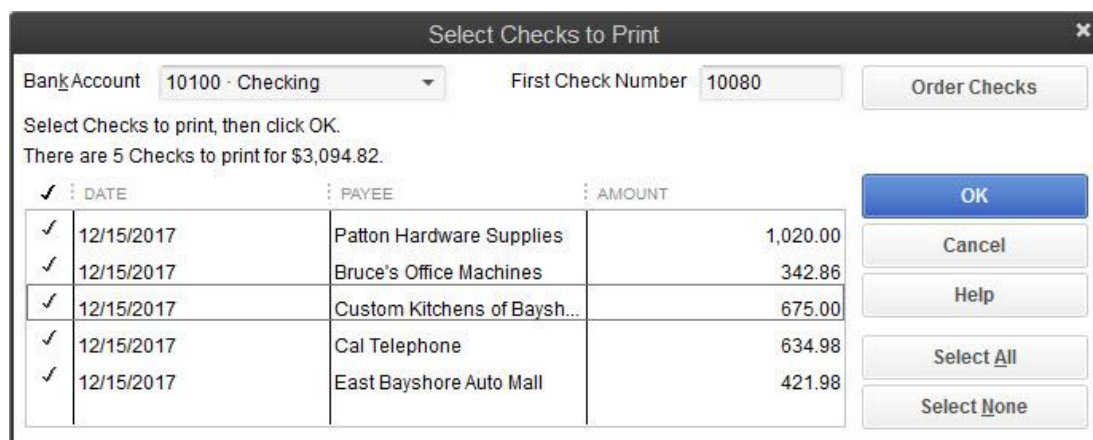 Select Checks to Print
Bank Account 10100 · Checking First Check Number 10080 Order Checks
Select Checks to print, then click OK.
There are 5 Checks to print for $3,094.82.
✓ DATE PAYEE AMOUNT OK
✓ 12/15/2017 Patton Hardware Supplies 1,020.00
Cancel
✓ 12/15/2017 Bruce's Office Machines 342.86
Help
✓ 12/15/2017 Custom Kitchens of Baysh... 675.00
✓ 12/15/2017 Cal Telephone 634.98
Select All
✓ 12/15/2017 East Bayshore Auto Mall 421.98
Select None